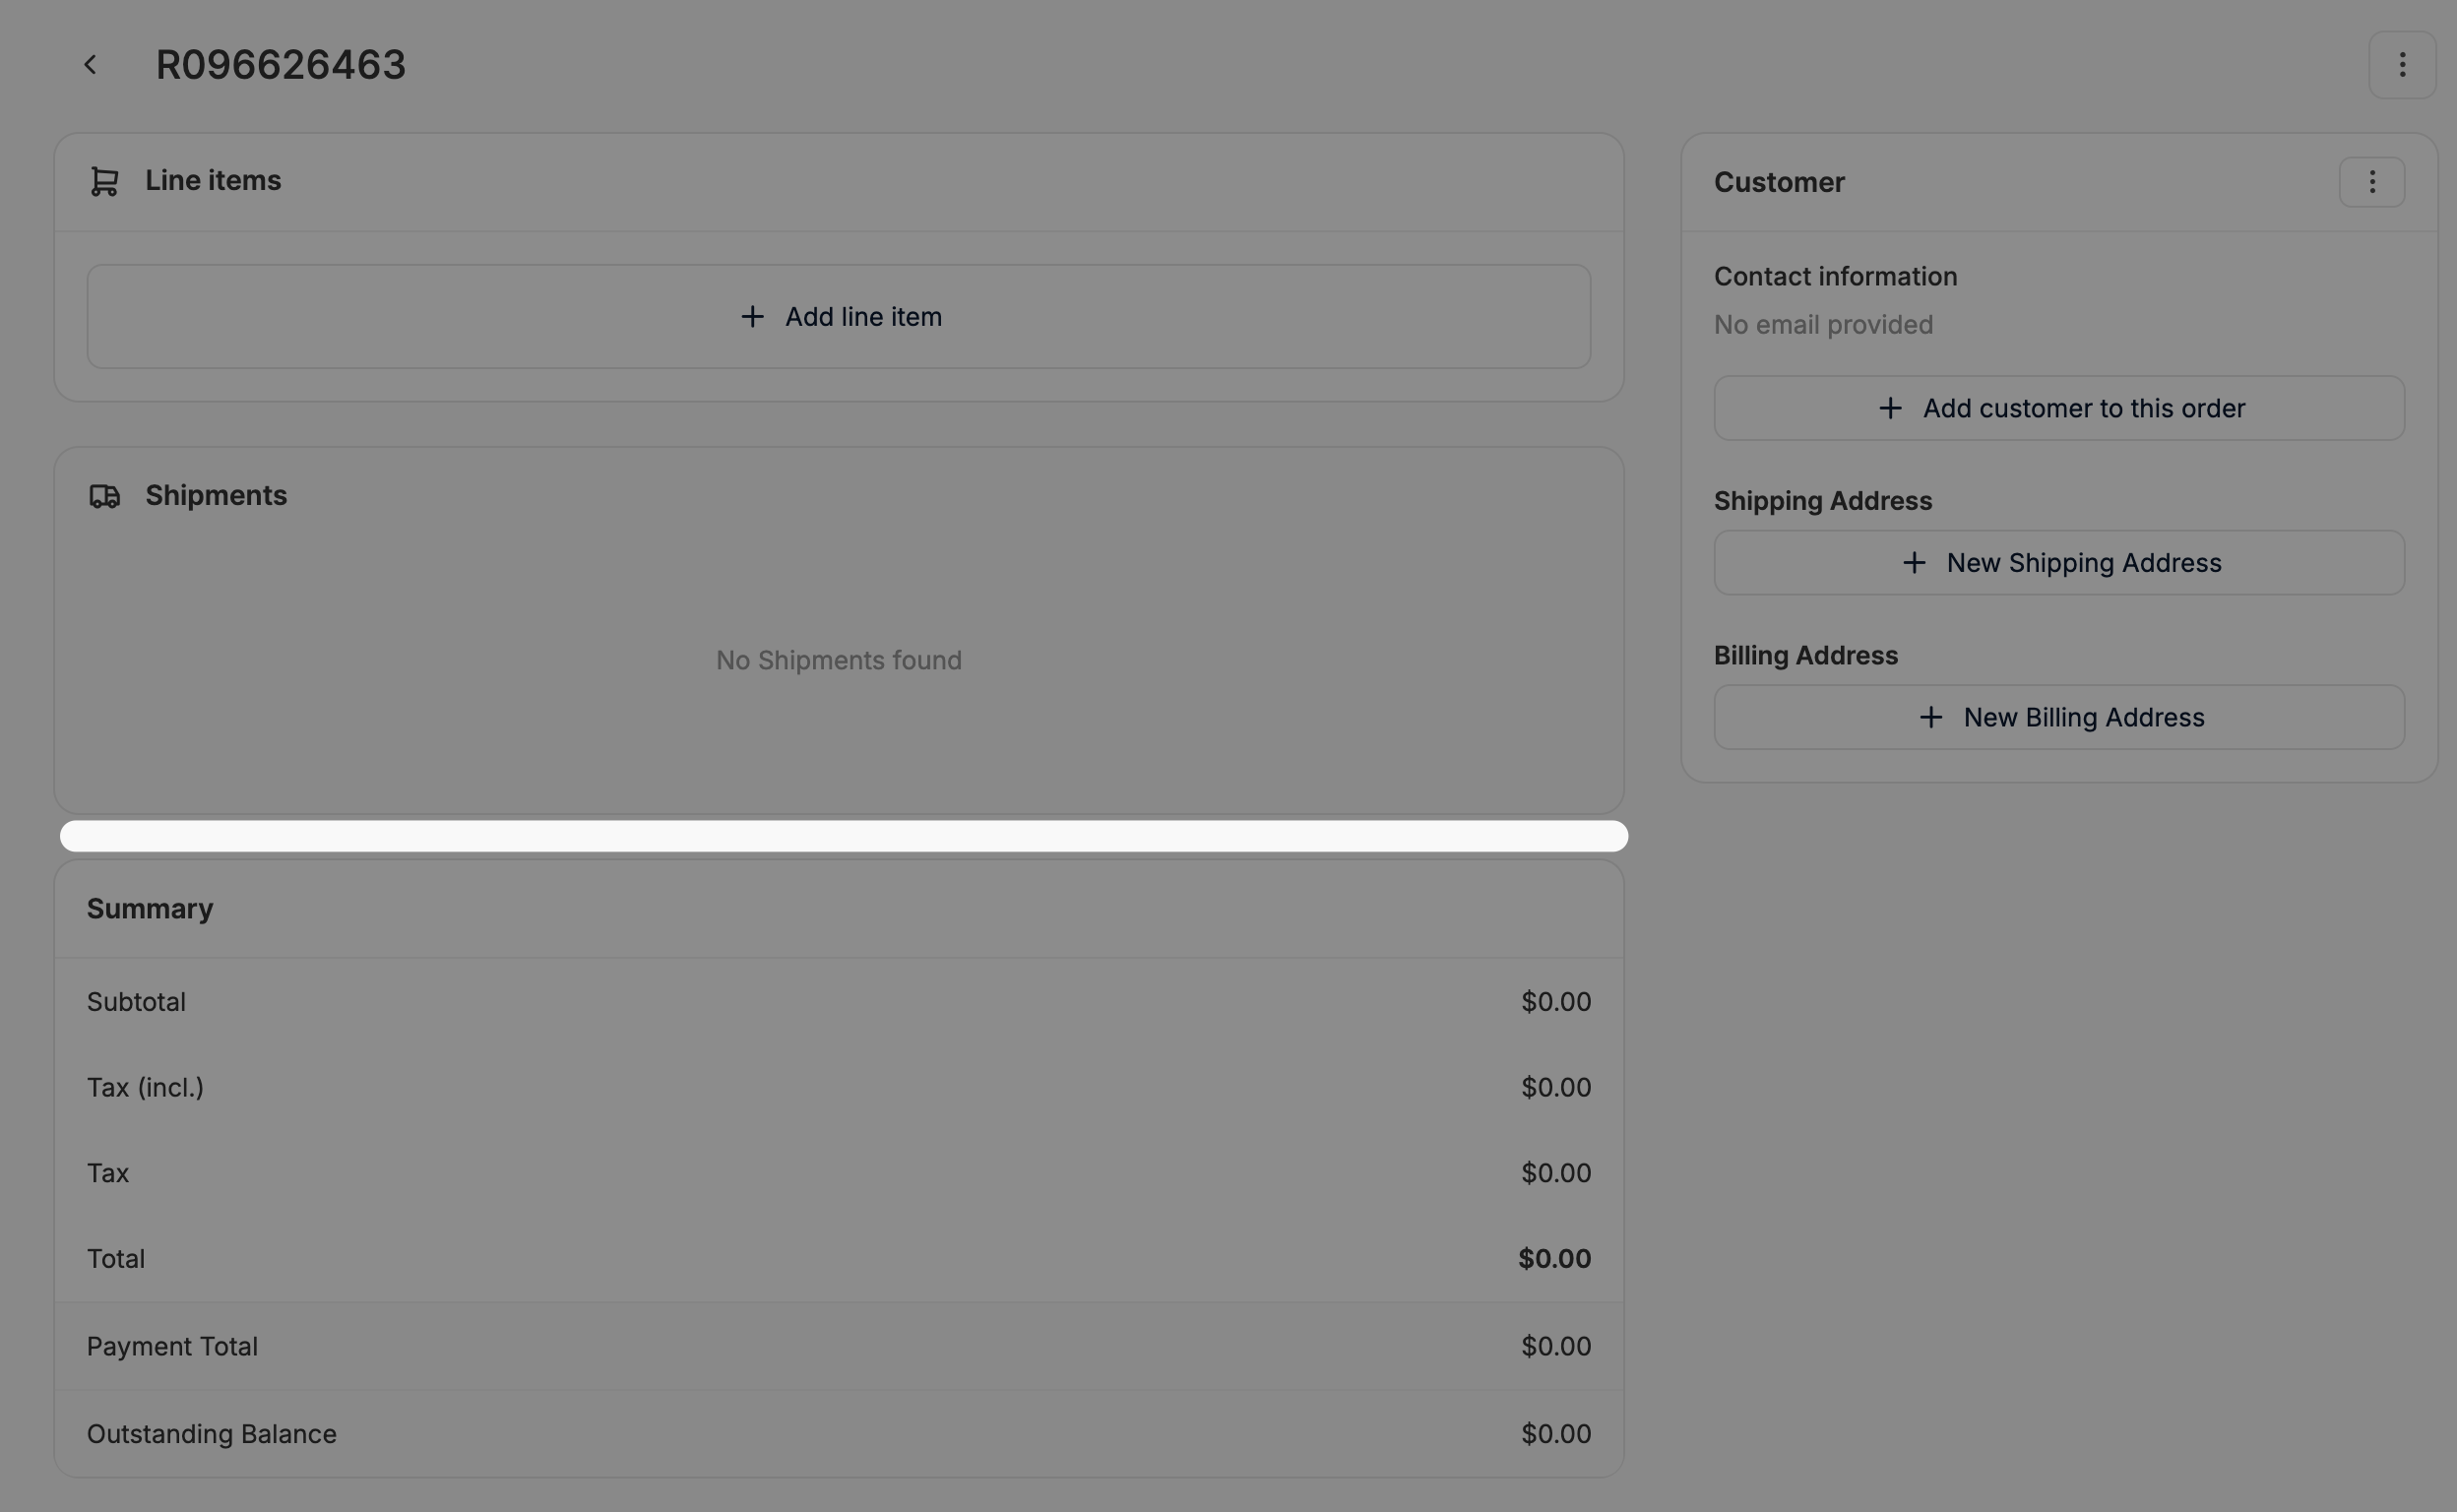 R096626463
Line items
Add line item
Shipments
No Shipments found
Summary
Subtotal $0.00
Tax (incl.) $0.00
Tax $0.00
Total $0.00
Payment Total $0.00
Outstanding Balance $0.00
Customer
Contact information
No email provided
Add customer to this order
Shipping Address
New Shipping Address
Billing Address
New Billing Address